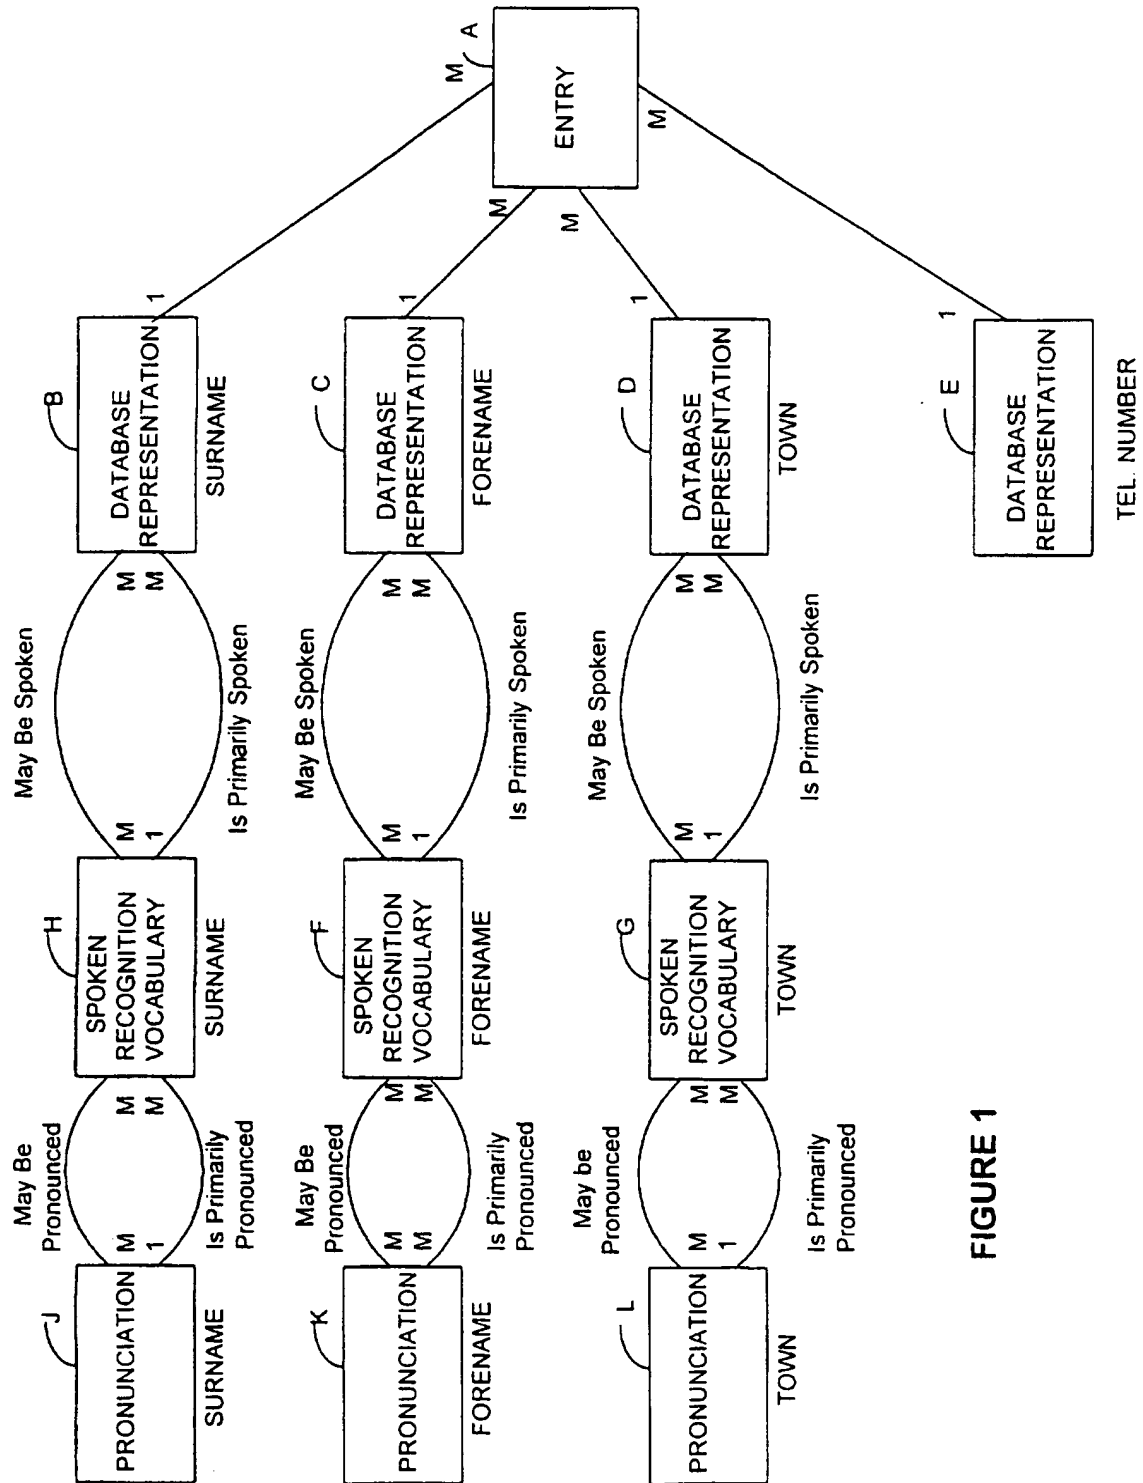 J
PRONUNCIATION
SURNAME
May Be
Pronounced
M
M
1
M
Is Primarily
Pronounced
H
SPOKEN
RECOGNITION
VOCABULARY
SURNAME
May Be Spoken
M
M
1
M
Is Primarily Spoken
B
DATABASE
REPRESENTATION
SURNAME
1
K
PRONUNCIATION
FORENAME
May Be
Pronounced
M
M
M
M
Is Primarily
Pronounced
F
SPOKEN
RECOGNITION
VOCABULARY
FORENAME
May Be Spoken
M
M
1
M
Is Primarily Spoken
C
DATABASE
REPRESENTATION
FORENAME
1
M
A
M
ENTRY
M
M
L
PRONUNCIATION
TOWN
May be
Pronounced
M
M
1
M
Is Primarily
Pronounced
G
SPOKEN
RECOGNITION
VOCABULARY
TOWN
May Be Spoken
M
M
1
M
Is Primarily Spoken
D
DATABASE
REPRESENTATION
TOWN
1
E
DATABASE
REPRESENTATION
TEL. NUMBER
1
FIGURE 1